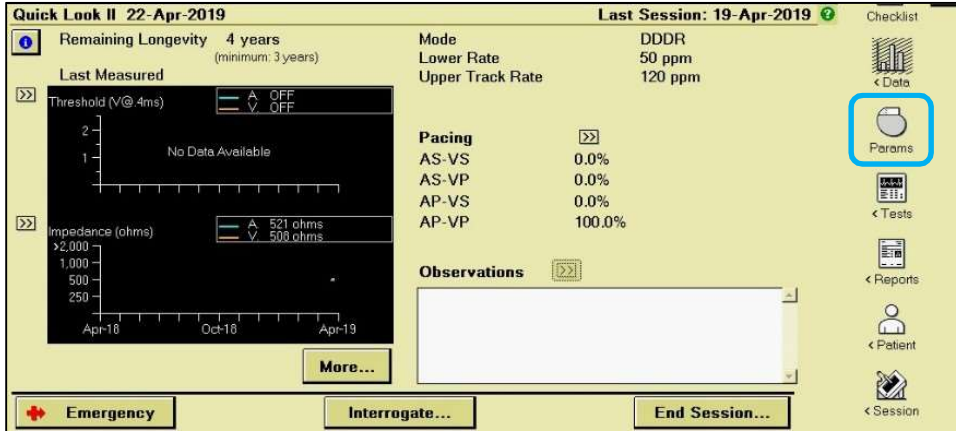 Quick Look II 22-Apr-2019
Last Session: 19-Apr-2019 ?
i
Remaining Longevity 4 years
(minimum: 3 years)
Last Measured
>>
Threshold (V@.4ms)
A. OFF
V. OFF
2
1
No Data Available
>>
Impedance (ohms)
A. 521 ohms
V. 508 ohms
>2,000
1,000
500
250
Apr-18 Oct-18 Apr-19
More...
Mode DDDR
Lower Rate 50 ppm
Upper Track Rate 120 ppm
Pacing >>
AS-VS 0.0%
AS-VP 0.0%
AP-VS 0.0%
AP-VP 100.0%
Observations >>
Emergency
Interrogate...
End Session...
Checklist
< Data
Params
< Tests
< Reports
< Patient
< Session